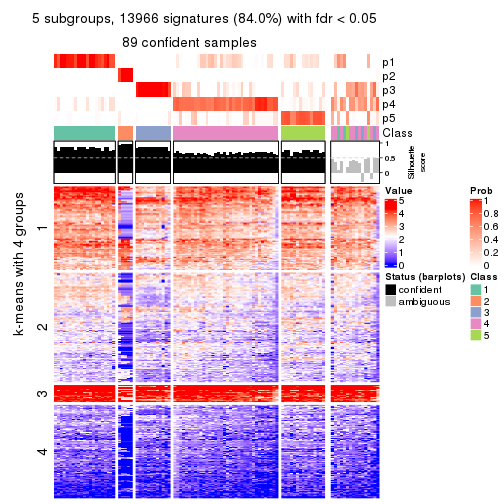 5 subgroups, 13966 signatures (84.0%) with fdr < 0.05
89 confident samples
p1
p2
p3
p4
p5
Class
1
0.5
0
Silhouette
score
k-means with 4 groups
1
2
3
4
Value
5
4
3
2
1
0
Prob
1
0.8
0.6
0.4
0.2
0
Status (barplots)
confident
ambiguous
Class
1
2
3
4
5